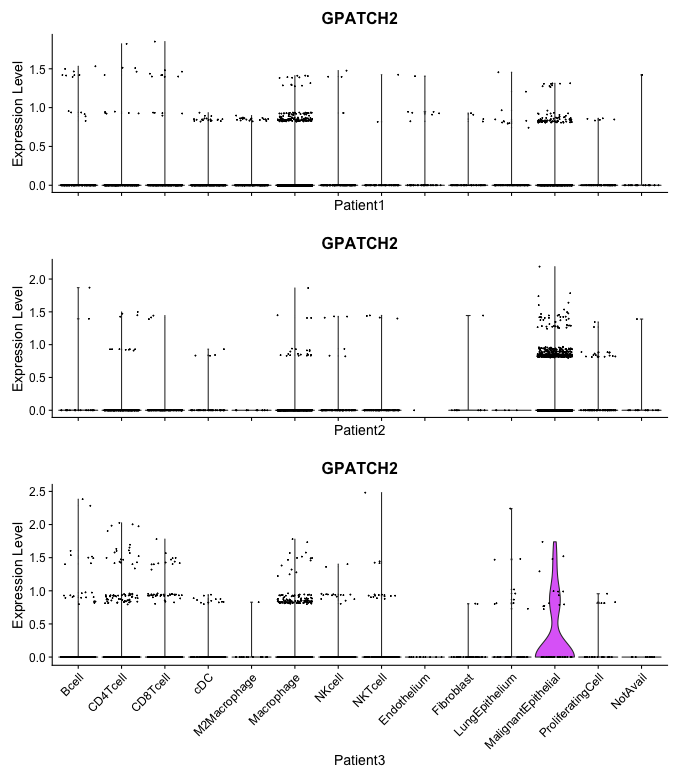 GPATCH2
Expression Level
1.5
1.0
0.5
0.0
Patient1
GPATCH2
Expression Level
2.0
1.5
1.0
0.5
0.0
Patient2
GPATCH2
Expression Level
2.5
2.0
1.5
1.0
0.5
0.0
Bcell
CD4Tcell
CD8Tcell
cDC
M2Macrophage
Macrophage
NKcell
NKTcell
Endothelium
Fibroblast
LungEpithelium
MalignantEpithelial
ProliferatingCell
NotAvail
Patient3